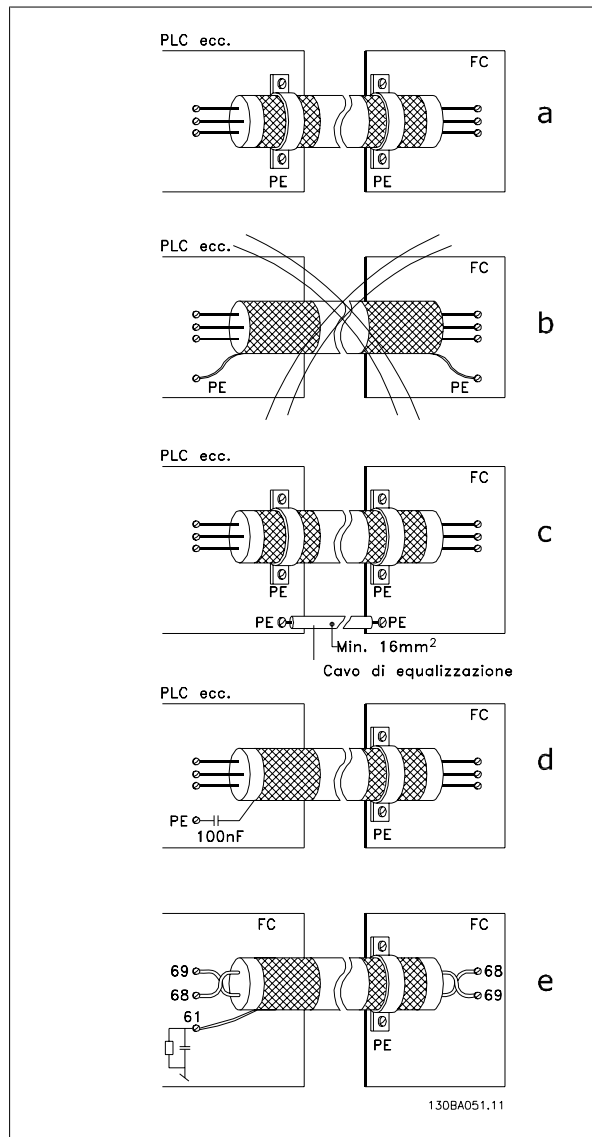 PLC ecc.
FC
PE
PE
a
PLC ecc.
FC
PE
PE
b
PLC ecc.
FC
PE
PE
PE
PE
Min. 16mm²
Cavo di equalizzazione
c
PLC ecc.
FC
PE
100nF
PE
d
FC
FC
69
68
68
69
61
PE
e
130BA051.11